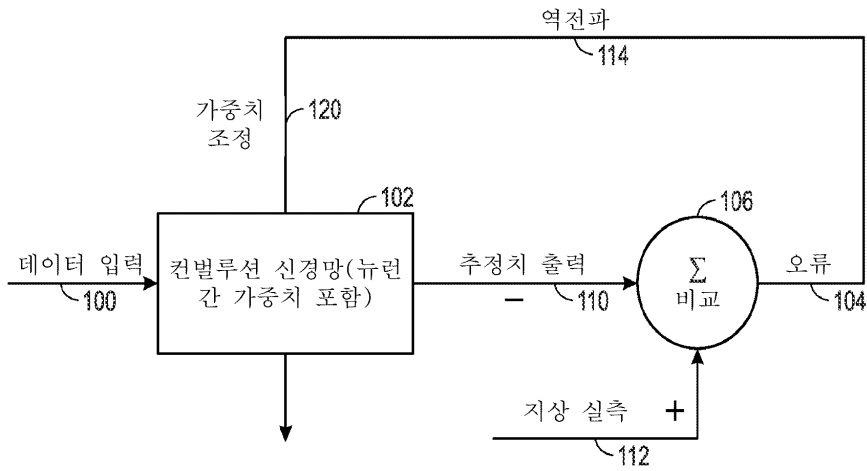 역전파
114
가중치
조정
120
102
106
데이터 입력
100
컨벌루션 신경망(뉴런
간 가중치 포함)
추정치 출력
−
110
Σ
비교
오류
104
지상 실측
+
112